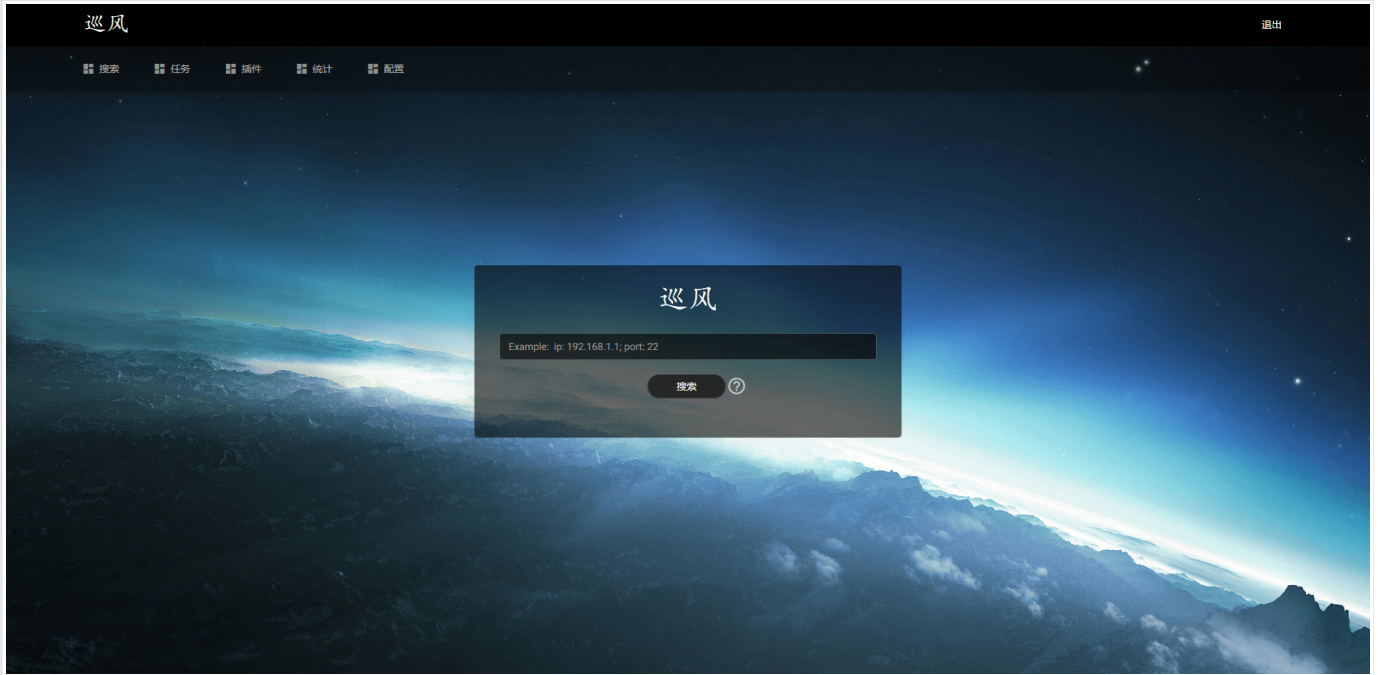 巡风
退出
搜索 任务 插件 统计 配置
巡风
Example: ip: 192.168.1.1; port: 22
搜索 ?